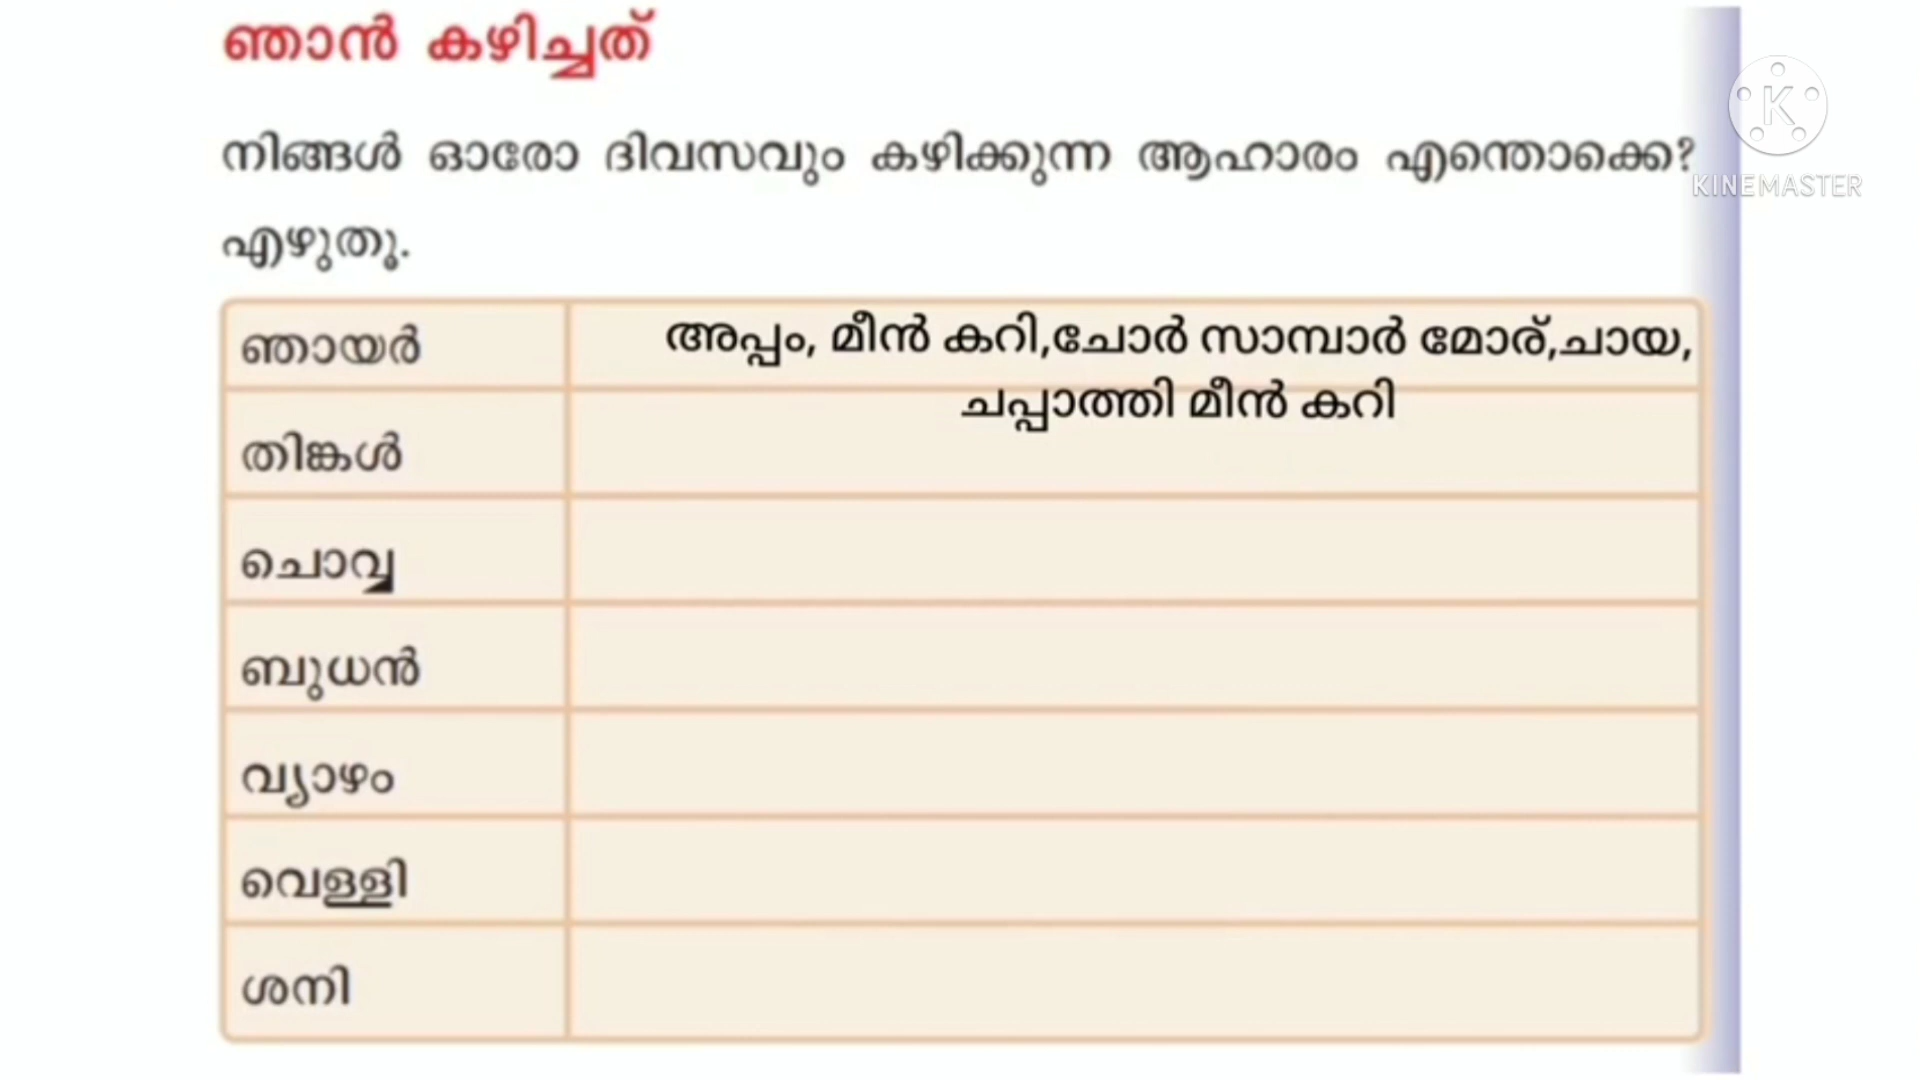 ഞാൻ കഴിച്ചത്
നിങ്ങൾ ഓരോ ദിവസവും കഴിക്കുന്ന ആഹാരം എന്തൊക്കെ?
എഴുതൂ.
KINEMASTER
ഞായർ അപ്പം, മീൻ കറി,ചോർ സാമ്പാർ മോര്,ചായ,
ചപ്പാത്തി മീൻ കറി
തിങ്കൾ
ചൊവ്വ
ബുധൻ
വ്യാഴം
വെള്ളി
ശനി